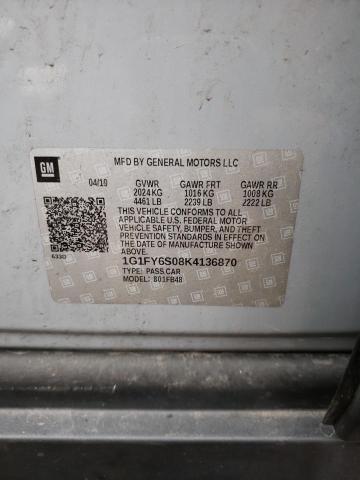 GM
MFD BY GENERAL MOTORS LLC
04/19 GVWR GAWR FRT GAWR RR
2024 KG 1016 KG 1008 KG
4461 LB 2239 LB 2222 LB
THIS VEHICLE CONFORMS TO ALL
APPLICABLE U.S. FEDERAL MOTOR
VEHICLE SAFETY, BUMPER, AND THEFT
PREVENTION STANDARDS IN EFFECT ON
THE DATE OF MANUFACTURE SHOWN
ABOVE.
1G1FY6S08K4136870
TYPE: PASS.CAR
MODEL: